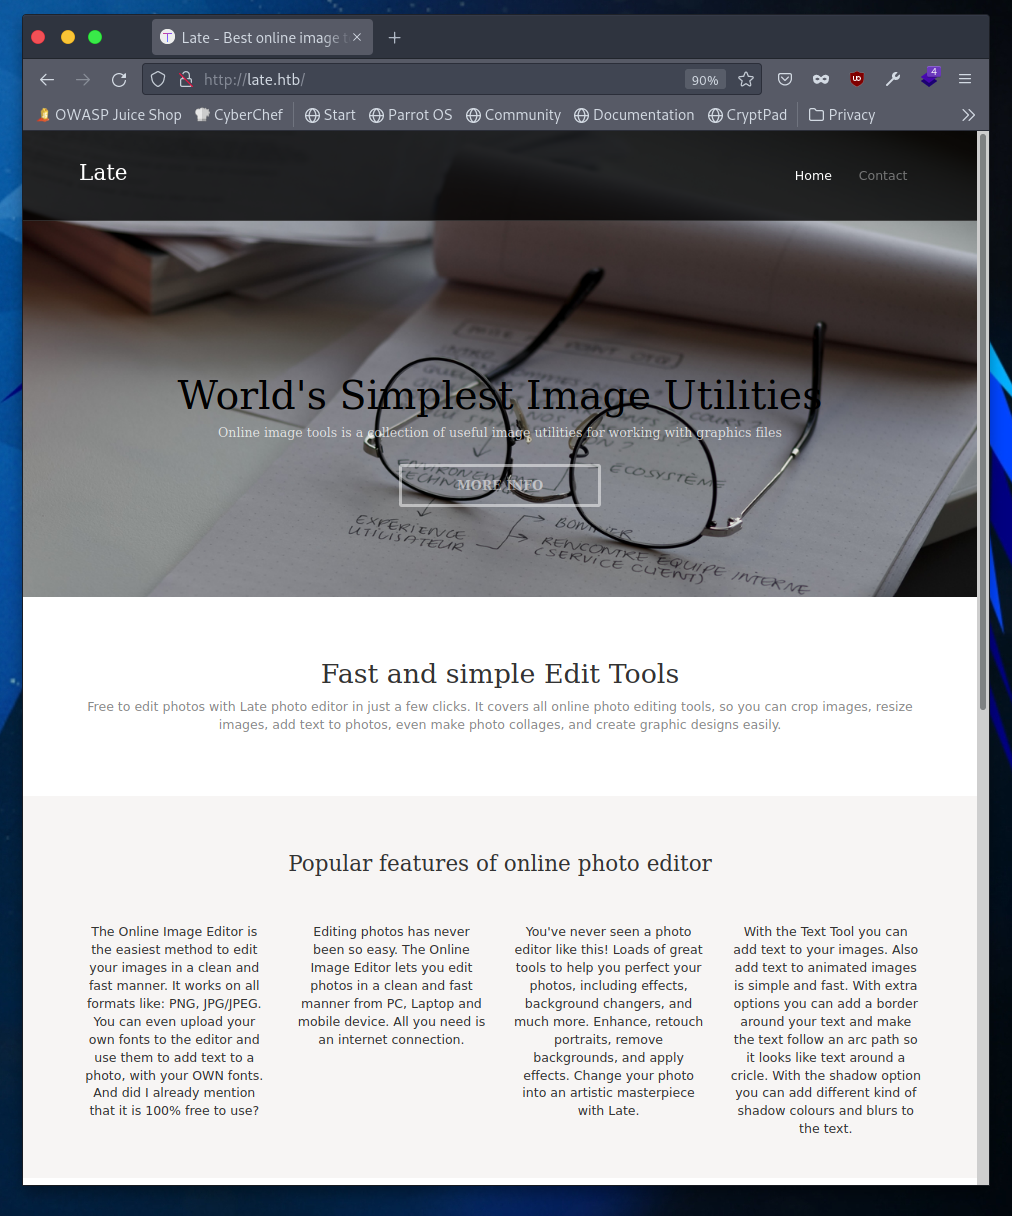 Late - Best online image t
90%
http://late.htb/
4
OWASP Juice Shop CyberChef Start Parrot OS Community Documentation CryptPad Privacy
Late
Home Contact
World's Simplest Image Utilities
Online image tools is a collection of useful image utilities for working with graphics files
MORE INFO
ECOSYSTÈME
EXPERIENCE
UTILISATEUR
BONNIER
RENCONTRE EQUIPE INTERNE
(SERVICE CLIENT)
Fast and simple Edit Tools
Free to edit photos with Late photo editor in just a few clicks. It covers all online photo editing tools, so you can crop images, resize
images, add text to photos, even make photo collages, and create graphic designs easily.
Popular features of online photo editor
The Online Image Editor is
the easiest method to edit
your images in a clean and
fast manner. It works on all
formats like: PNG, JPG/JPEG.
You can even upload your
own fonts to the editor and
use them to add text to a
photo, with your OWN fonts.
And did I already mention
that it is 100% free to use?
Editing photos has never
been so easy. The Online
Image Editor lets you edit
photos in a clean and fast
manner from PC, Laptop and
mobile device. All you need is
an internet connection.
You've never seen a photo
editor like this! Loads of great
tools to help you perfect your
photos, including effects,
background changers, and
much more. Enhance, retouch
portraits, remove
backgrounds, and apply
effects. Change your photo
into an artistic masterpiece
with Late.
With the Text Tool you can
add text to your images. Also
add text to animated images
is simple and fast. With extra
options you can add a border
around your text and make
the text follow an arc path so
it looks like text around a
cricle. With the shadow option
you can add different kind of
shadow colours and blurs to
the text.